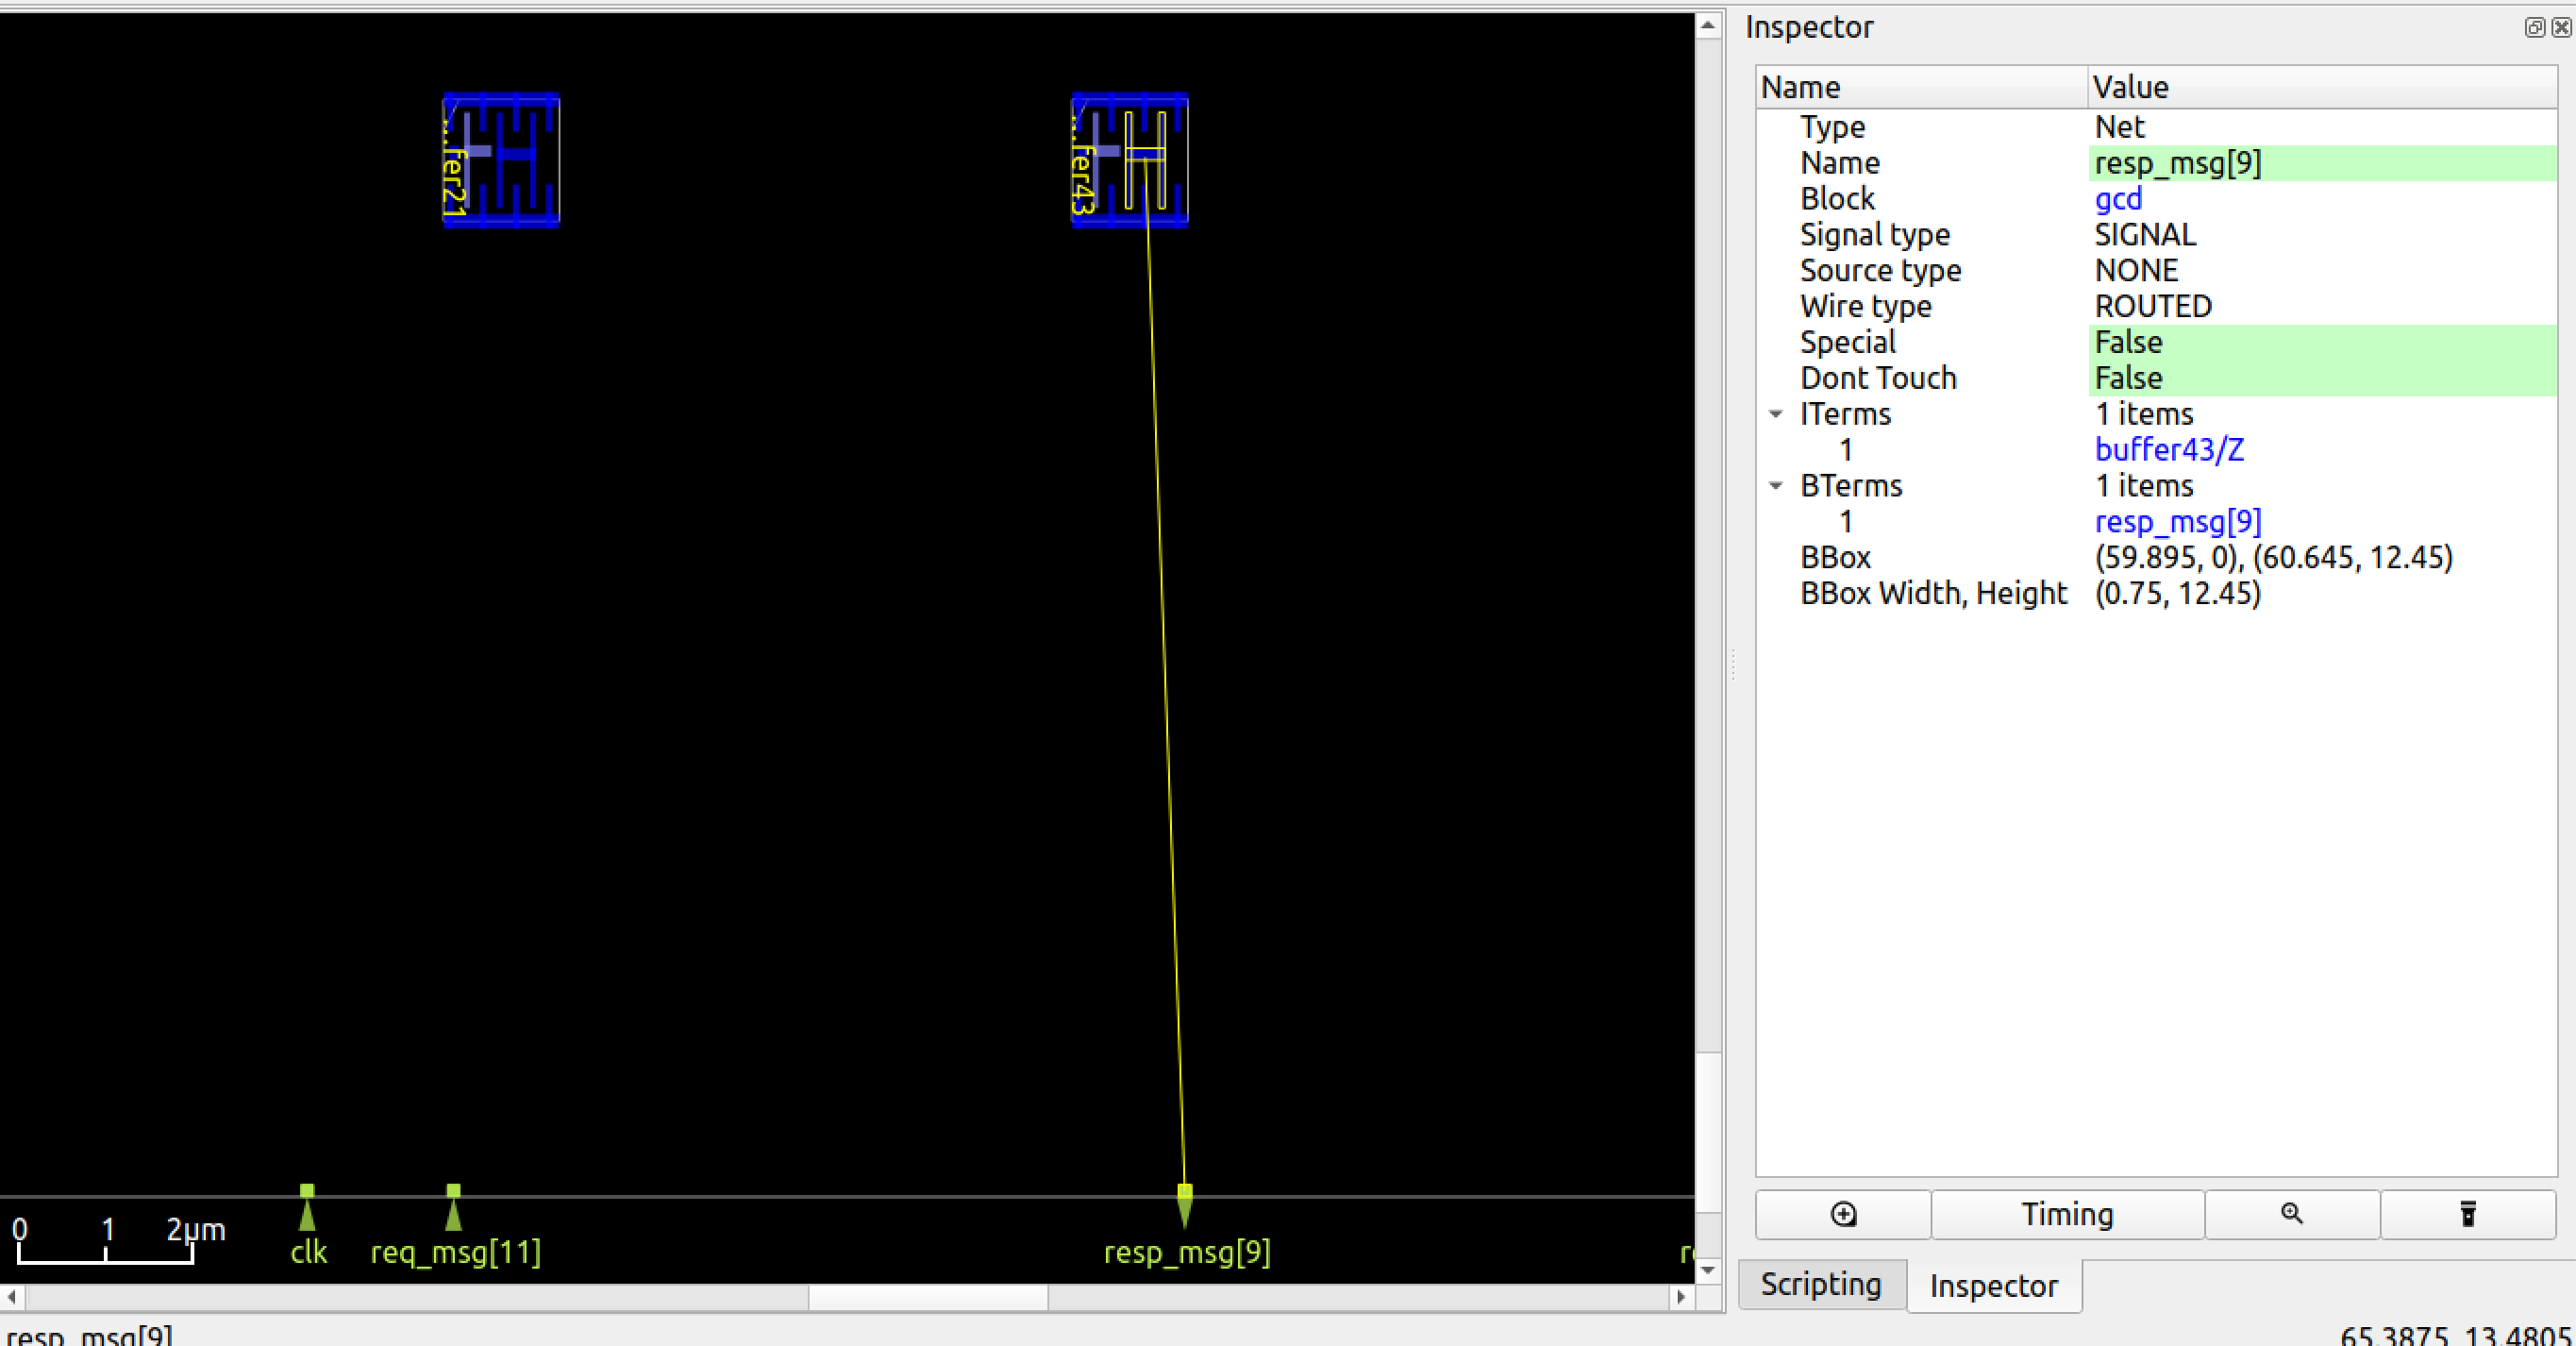 Inspector
Name Value
Type Net
Name resp_msg[9]
Block gcd
Signal type SIGNAL
Source type NONE
Wire type ROUTED
Special False
Dont Touch False
ITerms 1 items
1 buffer43/Z
BTerms 1 items
1 resp_msg[9]
BBox (59.895, 0), (60.645, 12.45)
BBox Width, Height (0.75, 12.45)
Timing
Scripting Inspector
..fer21
..fer43
0 1 2μm
clk req_msg[11] resp_msg[9]
resp_msg[9]
65.3875, 13.4805